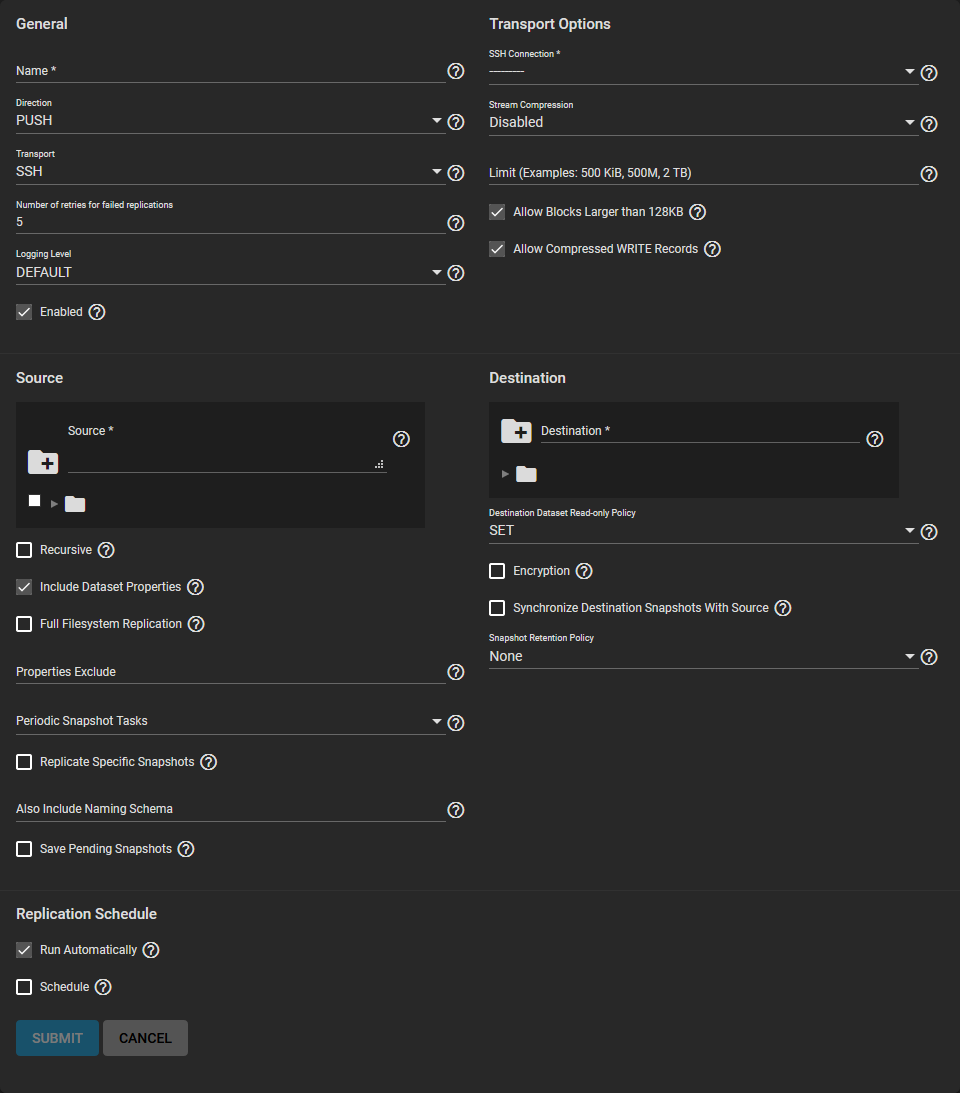 General
Name *
Direction
PUSH
Transport
SSH
Number of retries for failed replications
5
Logging Level
DEFAULT
Enabled
Transport Options
SSH Connection *
---------
Stream Compression
Disabled
Limit (Examples: 500 KiB, 500M, 2 TB)
Allow Blocks Larger than 128KB
Allow Compressed WRITE Records
Source
Source *
Recursive
Include Dataset Properties
Full Filesystem Replication
Properties Exclude
Periodic Snapshot Tasks
Replicate Specific Snapshots
Also Include Naming Schema
Save Pending Snapshots
Destination
Destination *
Destination Dataset Read-only Policy
SET
Encryption
Synchronize Destination Snapshots With Source
Snapshot Retention Policy
None
Replication Schedule
Run Automatically
Schedule
SUBMIT
CANCEL